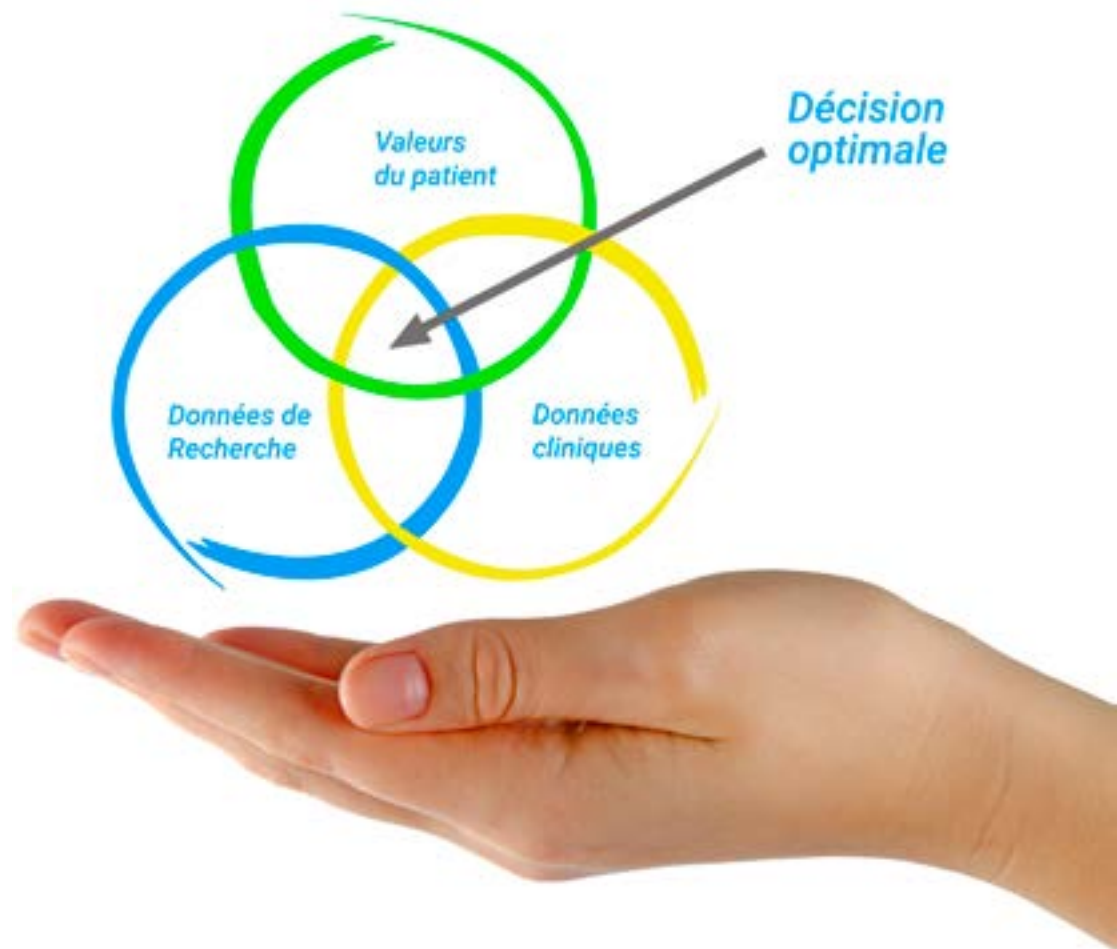 Valeurs
du patient
Décision
optimale
Données de
Recherche
Données
cliniques